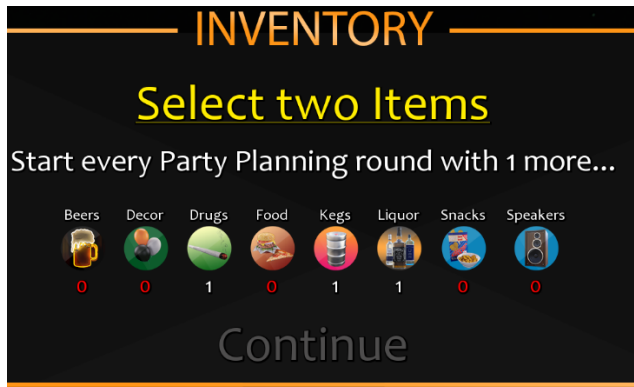 INVENTORY
Select two Items
Start every Party Planning round with 1 more...
Beers Decor Drugs Food Kegs Liquor Snacks Speakers
0 0 1 0 1 1 0 0
Continue